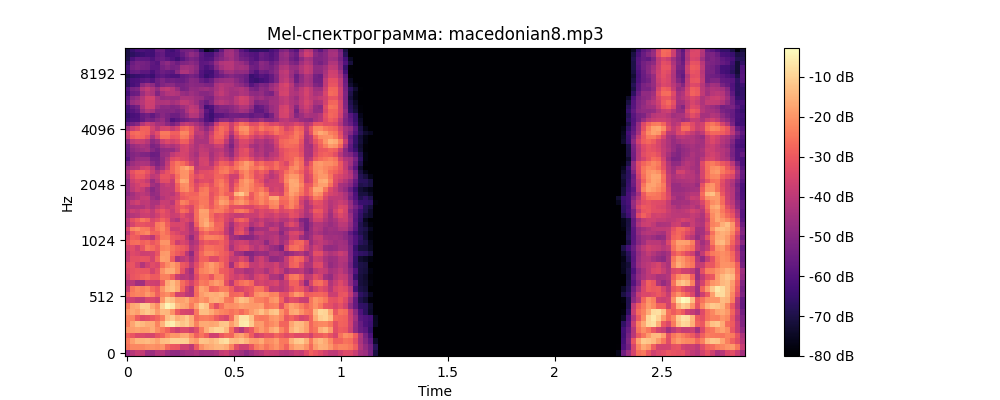 Mel-спектрограмма: macedonian8.mp3
8192
4096
2048
1024
512
0
Hz
0
0.5
1
1.5
2
2.5
Time
-10 dB
-20 dB
-30 dB
-40 dB
-50 dB
-60 dB
-70 dB
-80 dB